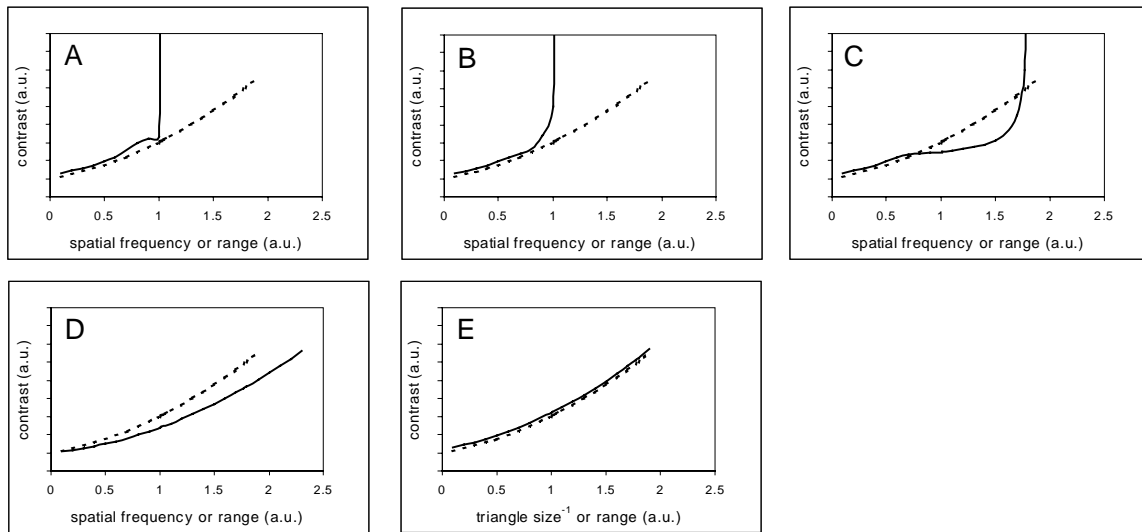 A
contrast (a.u.)
0 0.5 1 1.5 2 2.5
spatial frequency or range (a.u.)
B
contrast (a.u.)
0 0.5 1 1.5 2 2.5
spatial frequency or range (a.u.)
C
contrast (a.u.)
0 0.5 1 1.5 2 2.5
spatial frequency or range (a.u.)
D
contrast (a.u.)
0 0.5 1 1.5 2 2.5
spatial frequency or range (a.u.)
E
contrast (a.u.)
0 0.5 1 1.5 2 2.5
triangle size⁻¹ or range (a.u.)